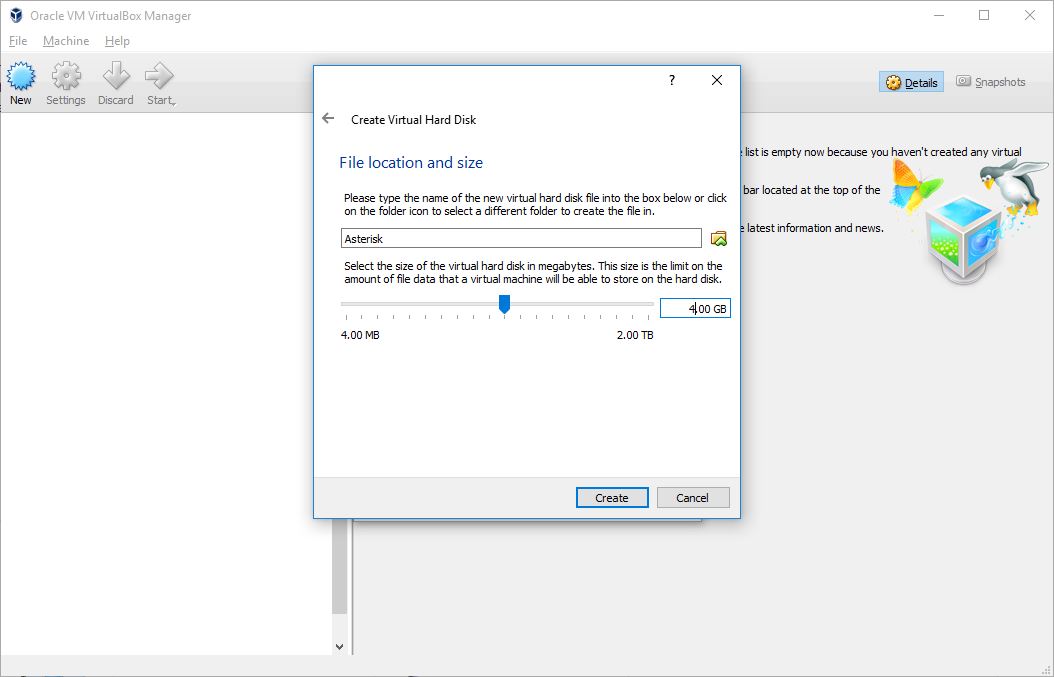 Oracle VM VirtualBox Manager
File Machine Help
New Settings Discard Start
Details Snapshots
list is empty now because you haven't created any virtual
bar located at the top of the
latest information and news.
?
Create Virtual Hard Disk
File location and size
Please type the name of the new virtual hard disk file into the box below or click
on the folder icon to select a different folder to create the file in.
Asterisk
Select the size of the virtual hard disk in megabytes. This size is the limit on the
amount of file data that a virtual machine will be able to store on the hard disk.
4.00 GB
4.00 MB 2.00 TB
Create Cancel